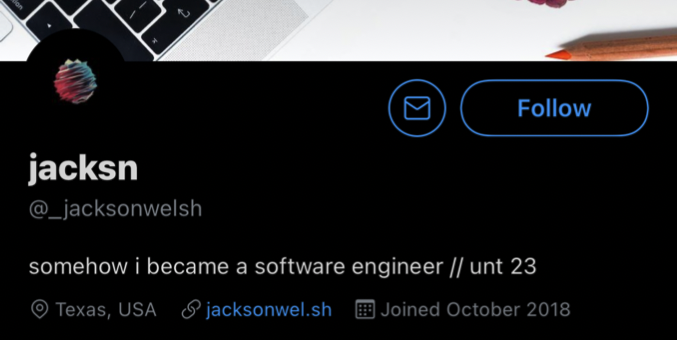 Follow
jacksn
@_jacksonwelsh
somehow i became a software engineer // unt 23
Texas, USA jacksonwel.sh Joined October 2018